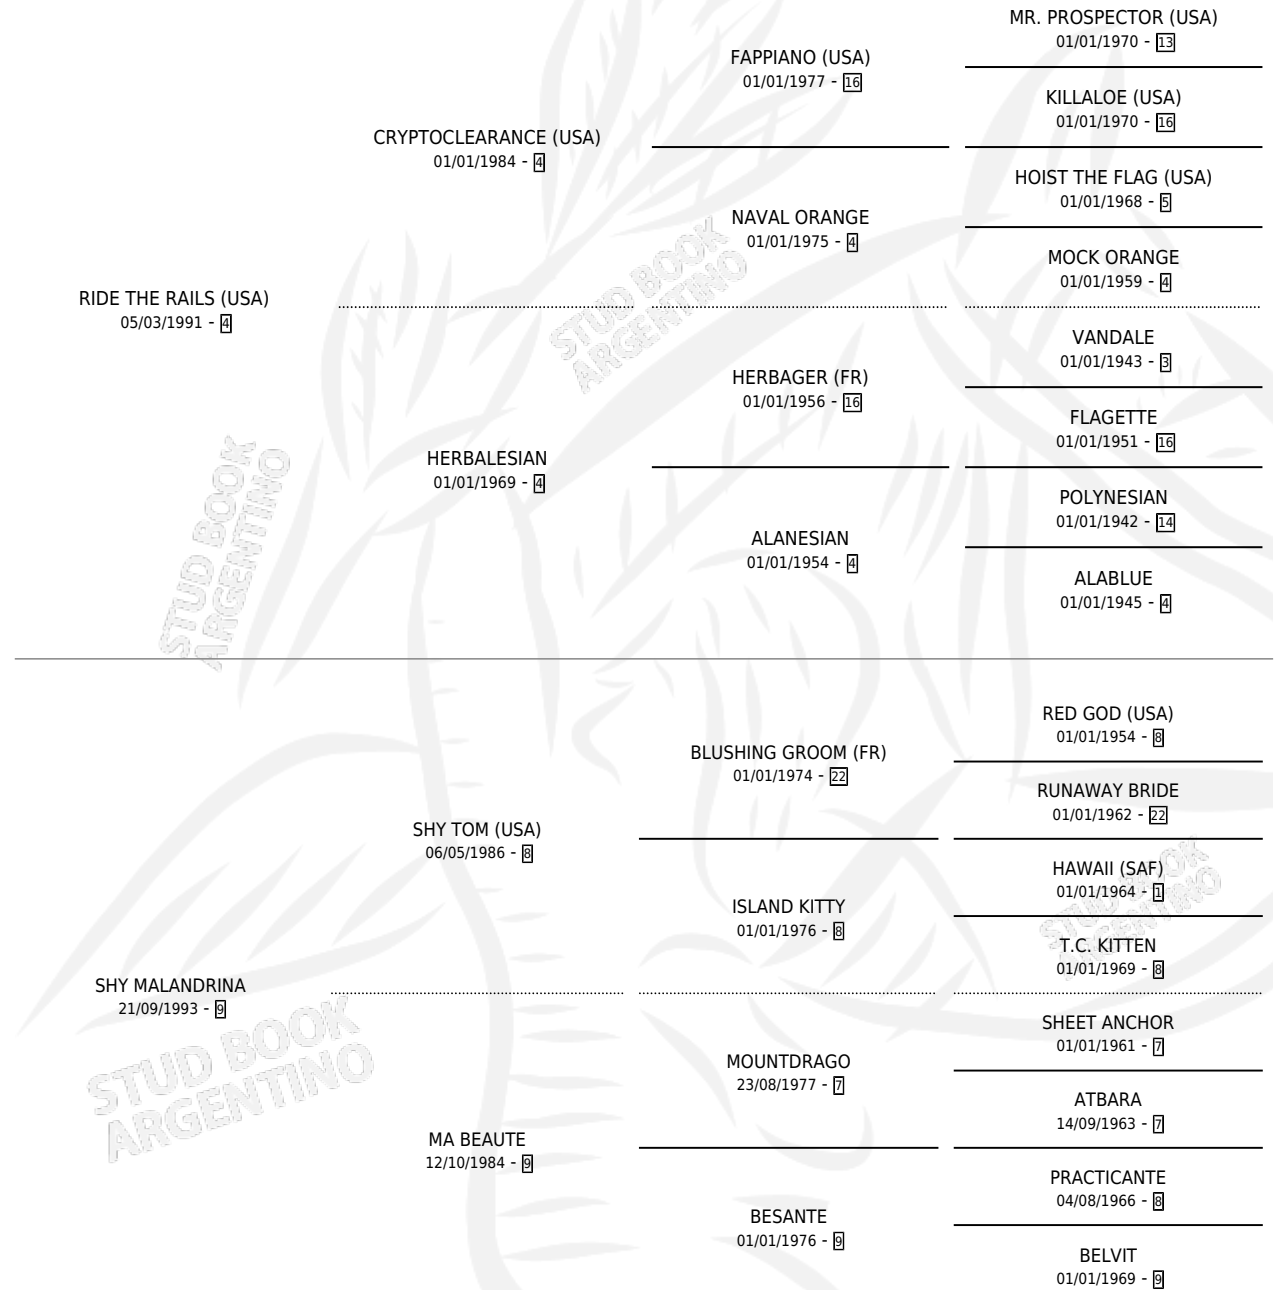 MR. PROSPECTOR (USA)
01/01/1970 - 13
FAPPIANO (USA)
01/01/1977 - 16
KILLALOE (USA)
01/01/1970 - 16
CRYPTOCLEARANCE (USA)
01/01/1984 - 4
HOIST THE FLAG (USA)
01/01/1968 - 5
NAVAL ORANGE
01/01/1975 - 4
MOCK ORANGE
01/01/1959 - 4
RIDE THE RAILS (USA)
05/03/1991 - 4
VANDALE
01/01/1943 - 3
HERBAGER (FR)
01/01/1956 - 16
FLAGETTE
01/01/1951 - 16
HERBALESIAN
01/01/1969 - 4
POLYNESIAN
01/01/1942 - 14
ALANESIAN
01/01/1954 - 4
ALABLUE
01/01/1945 - 4
RED GOD (USA)
01/01/1954 - 8
BLUSHING GROOM (FR)
01/01/1974 - 22
RUNAWAY BRIDE
01/01/1962 - 22
SHY TOM (USA)
06/05/1986 - 8
HAWAII (SAF)
01/01/1964 - 1
ISLAND KITTY
01/01/1976 - 8
T.C. KITTEN
01/01/1969 - 8
SHY MALANDRINA
21/09/1993 - 9
SHEET ANCHOR
01/01/1961 - 7
MOUNTDRAGO
23/08/1977 - 7
ATBARA
14/09/1963 - 7
MA BEAUTE
12/10/1984 - 9
PRACTICANTE
04/08/1966 - 8
BESANTE
01/01/1976 - 9
BELVIT
01/01/1969 - 9
STUD BOOK
ARGENTINO
STUD BOOK
ARGENTINO
STUD BOOK
ARGENTINO
STUD BOOK
ARGENTINO